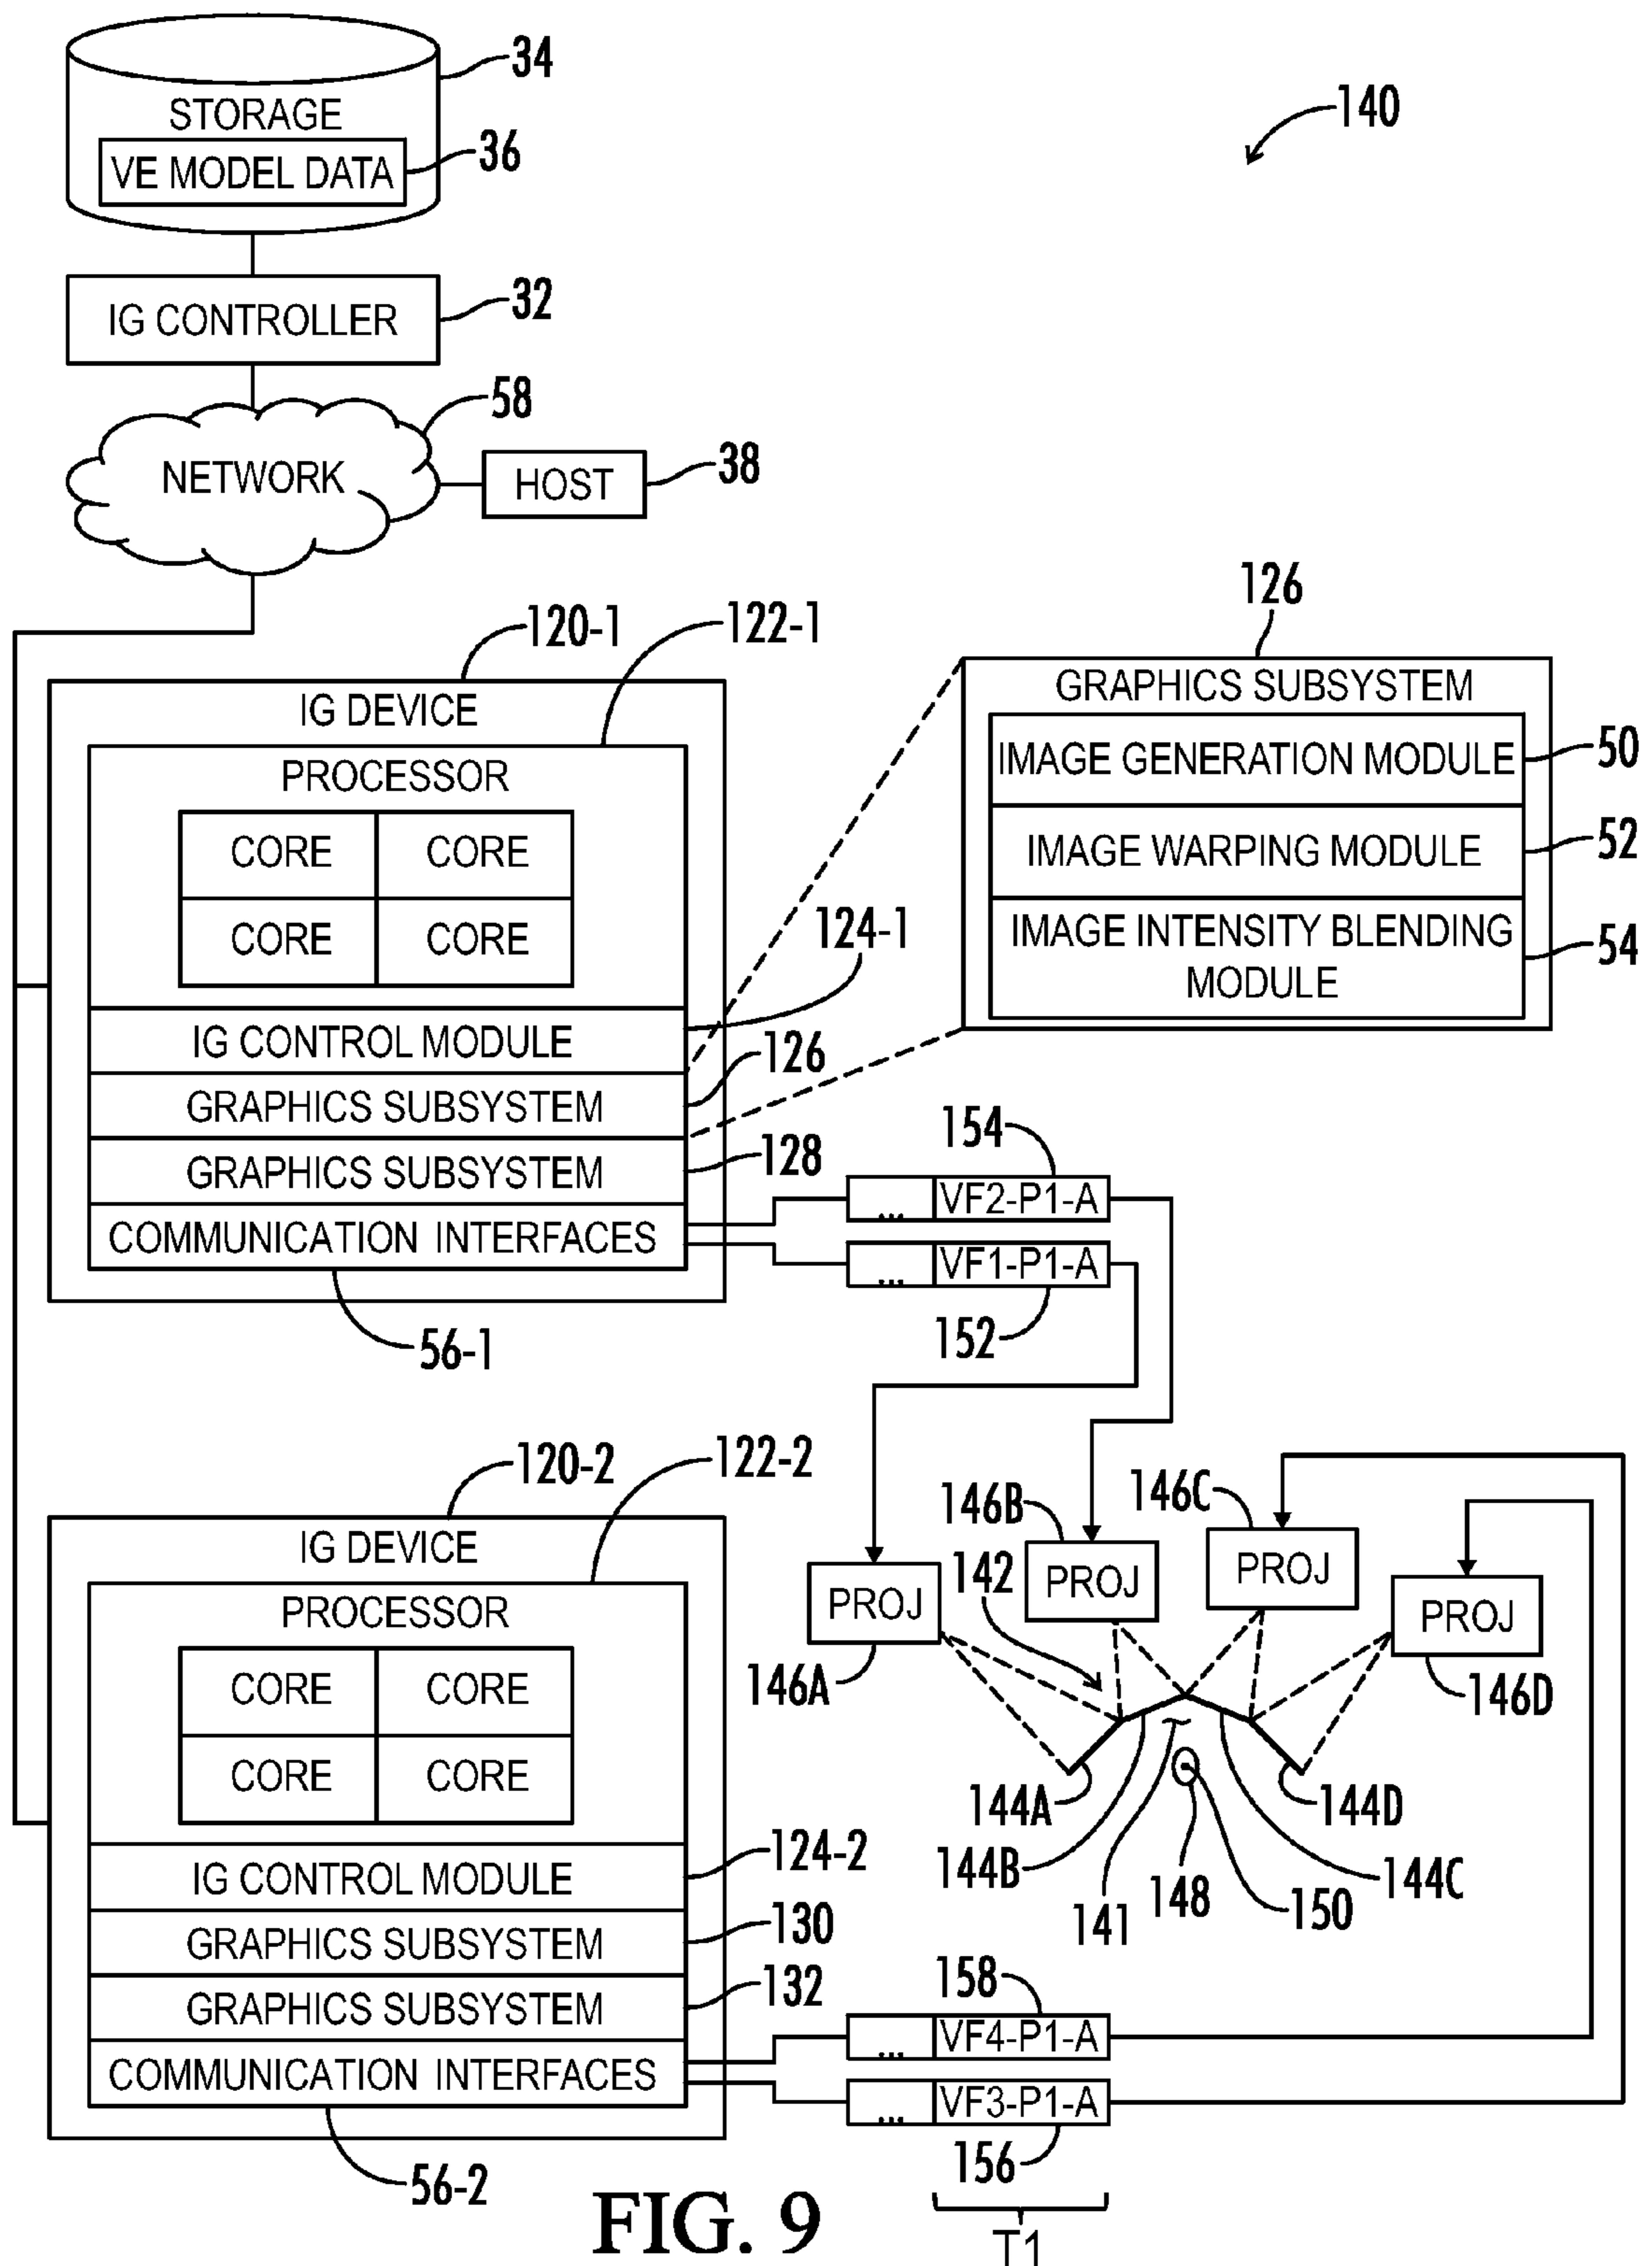 34
STORAGE
VE MODEL DATA
36
140
IG CONTROLLER
32
58
NETWORK
HOST
38
120-1
122-1
IG DEVICE
PROCESSOR
CORE CORE
CORE CORE
124-1
IG CONTROL MODULE
126
GRAPHICS SUBSYSTEM
128
GRAPHICS SUBSYSTEM
COMMUNICATION INTERFACES
56-1
126
GRAPHICS SUBSYSTEM
IMAGE GENERATION MODULE
50
IMAGE WARPING MODULE
52
IMAGE INTENSITY BLENDING
MODULE
54
154
... VF2-P1-A
... VF1-P1-A
152
120-2
122-2
IG DEVICE
PROCESSOR
CORE CORE
CORE CORE
124-2
IG CONTROL MODULE
130
GRAPHICS SUBSYSTEM
132
GRAPHICS SUBSYSTEM
COMMUNICATION INTERFACES
56-2
146B
146C
142
PROJ
PROJ
PROJ
PROJ
146A
146D
144A
144D
144B
144C
141
148
150
158
... VF4-P1-A
... VF3-P1-A
156
T1
FIG. 9